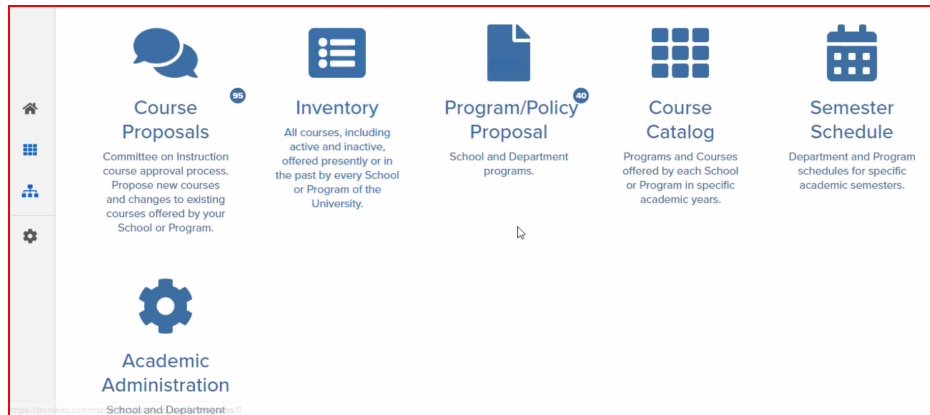 Course
Proposals
95
Committee on Instruction
course approval process.
Propose new courses
and changes to existing
courses offered by your
School or Program.
Inventory
All courses, including
active and inactive,
offered presently or in
the past by every School
or Program of the
University.
Program/Policy
Proposal
40
School and Department
programs.
Course
Catalog
Programs and Courses
offered by each School
or Program in specific
academic years.
Semester
Schedule
Department and Program
schedules for specific
academic semesters.
Academic
Administration
School and Department